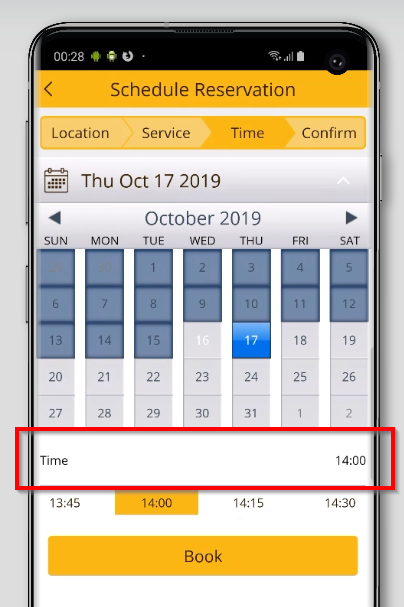 00:28
Schedule Reservation
Location Service Time Confirm
Thu Oct 17 2019
October 2019
SUN MON TUE WED THU FRI SAT
29 30 1 2 3 4 5
6 7 8 9 10 11 12
13 14 15 16 17 18 19
20 21 22 23 24 25 26
27 28 29 30 31 1 2
Time 14:00
13:45 14:00 14:15 14:30
Book